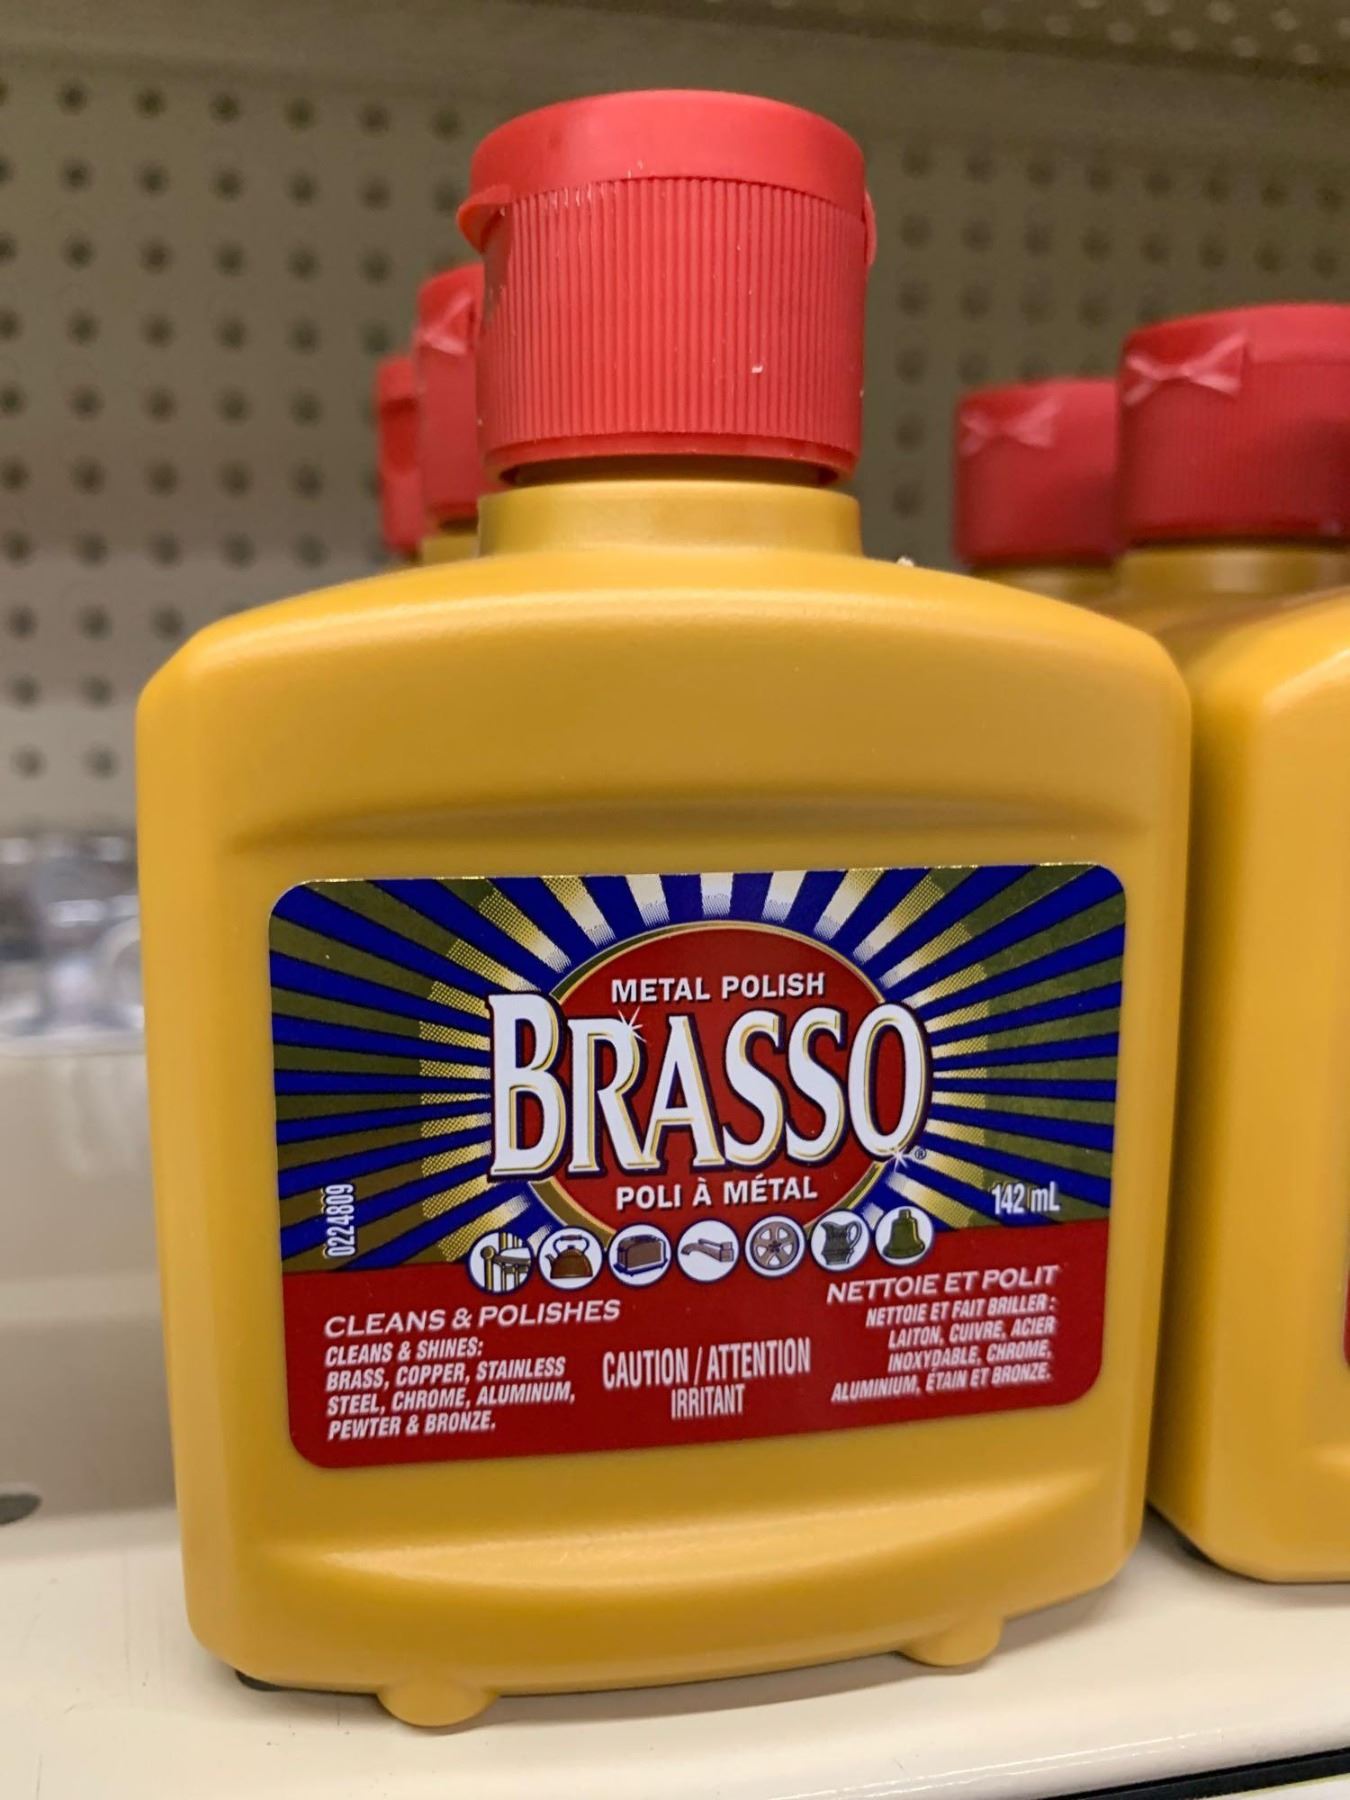 METAL POLISH
BRASSO®
POLI À MÉTAL
142 mL
0224809
CLEANS & POLISHES
CLEANS & SHINES:
BRASS, COPPER, STAINLESS
STEEL, CHROME, ALUMINUM,
PEWTER & BRONZE.
CAUTION / ATTENTION
IRRITANT
NETTOIE ET POLIT
NETTOIE ET FAIT BRILLER :
LAITON, CUIVRE, ACIER
INOXYDABLE, CHROME,
ALUMINIUM, ÉTAIN ET BRONZE.